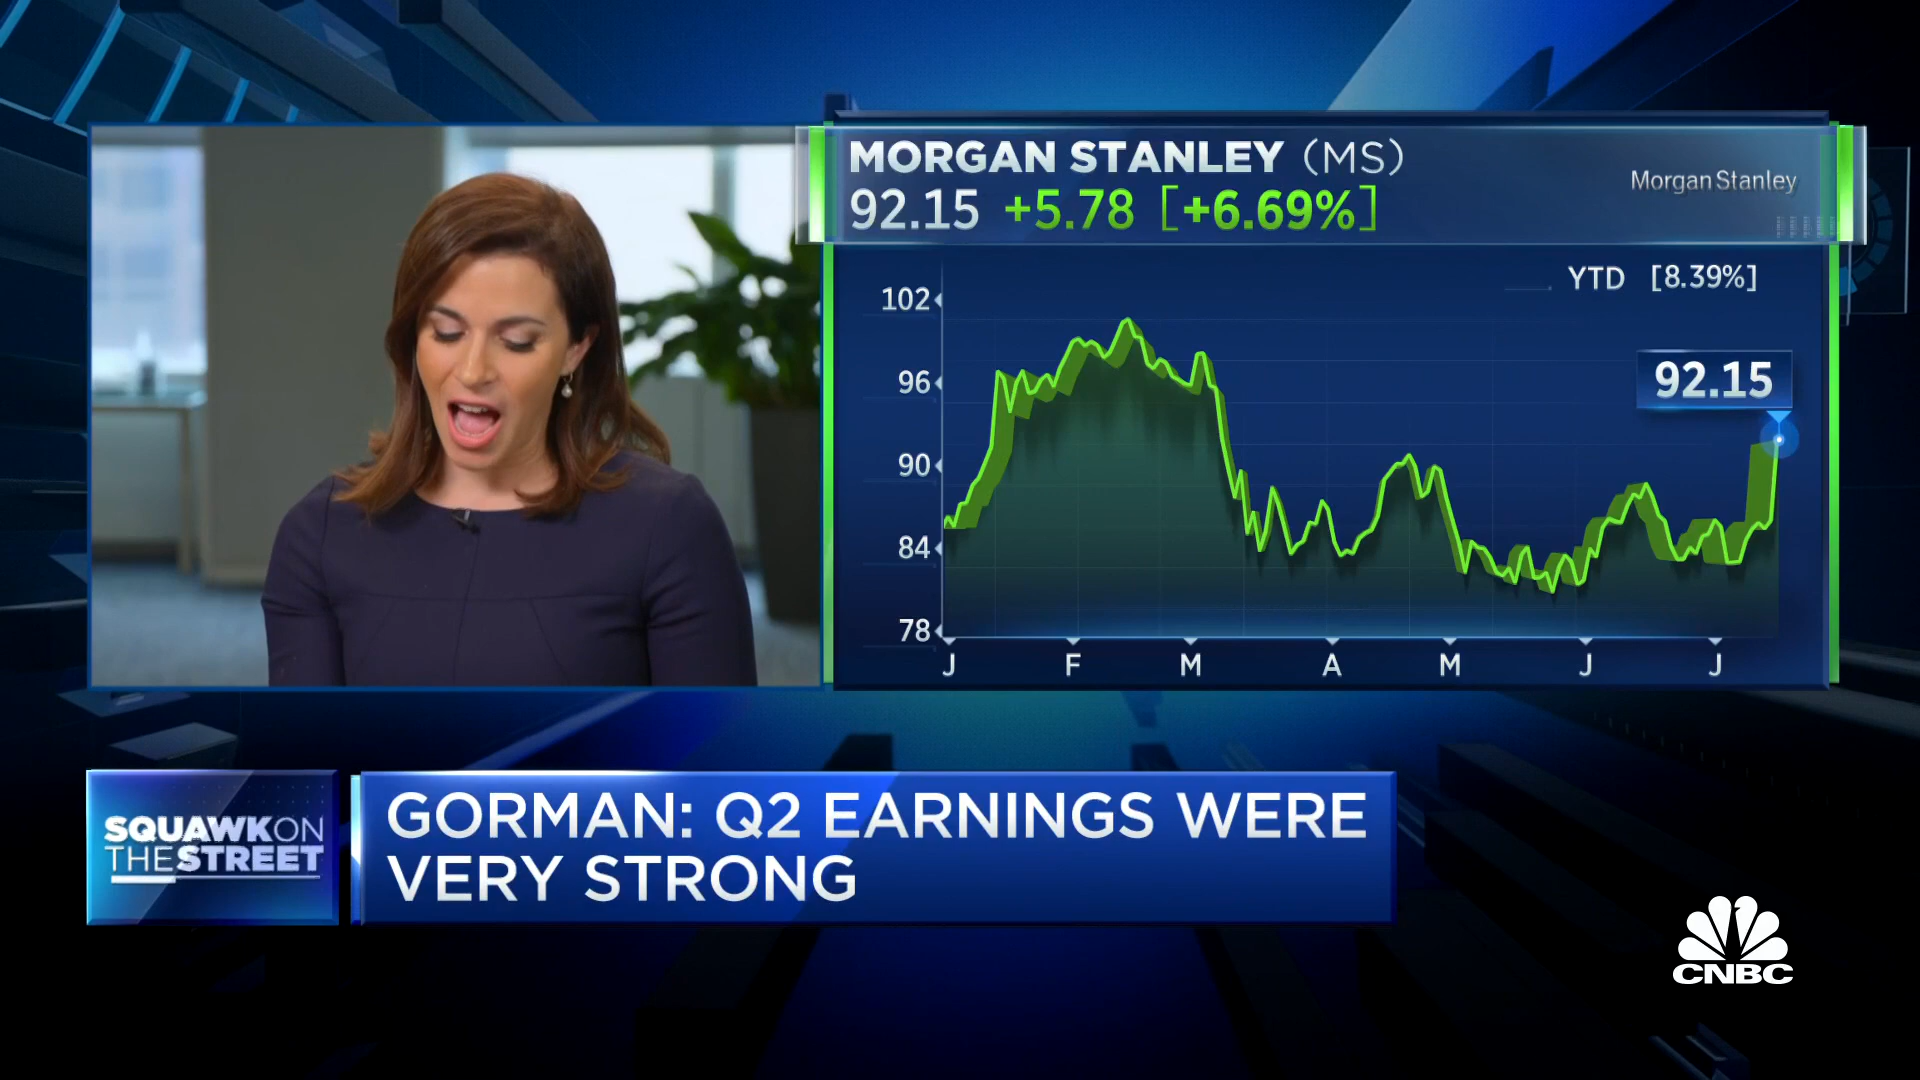 MORGAN STANLEY (MS)
92.15 +5.78 [+6.69%]
Morgan Stanley
YTD [8.39%]
102
96
90
84
78
92.15
J F M A M J J
SQUAWK ON
THE STREET
GORMAN: Q2 EARNINGS WERE
VERY STRONG
CNBC